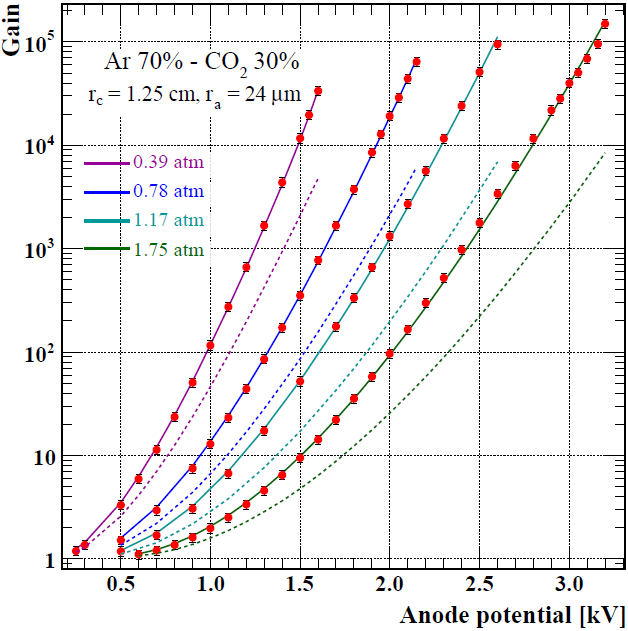 Gain
10^5
10^4
10^3
10^2
10
1
Ar 70% - CO₂ 30%
r_c = 1.25 cm, r_a = 24 μm
0.39 atm
0.78 atm
1.17 atm
1.75 atm
0.5 1.0 1.5 2.0 2.5 3.0
Anode potential [kV]